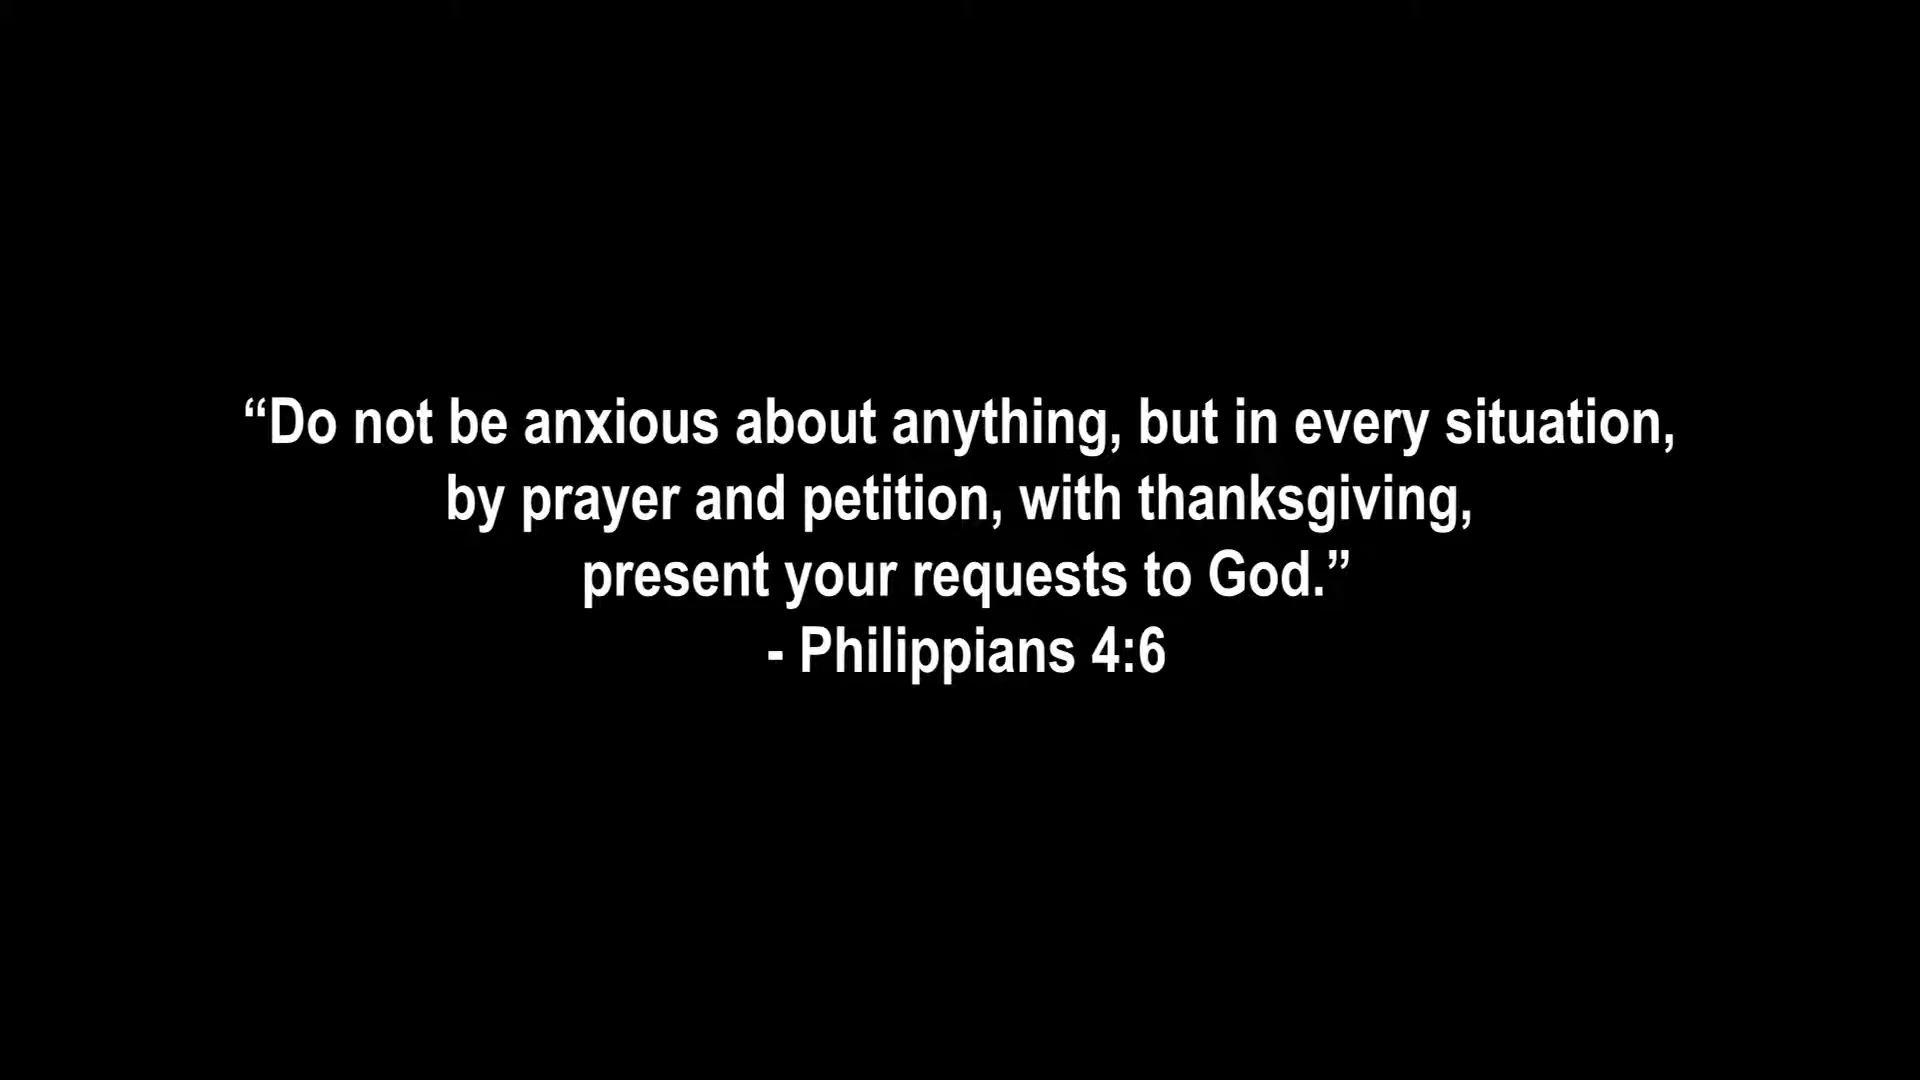 “Do not be anxious about anything, but in every situation,
by prayer and petition, with thanksgiving,
present your requests to God.”
- Philippians 4:6